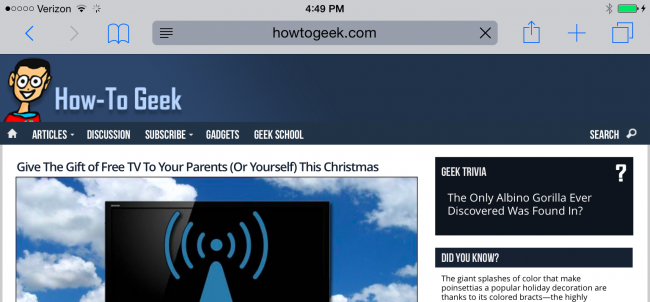 Verizon 4:49 PM
howtogeek.com
How-To Geek
ARTICLES DISCUSSION SUBSCRIBE GADGETS GEEK SCHOOL SEARCH
Give The Gift of Free TV To Your Parents (Or Yourself) This Christmas
GEEK TRIVIA ?
The Only Albino Gorilla Ever
Discovered Was Found In?
DID YOU KNOW?
The giant splashes of color that make
poinsettias a popular holiday decoration are
thanks to its colored bracts—the highly